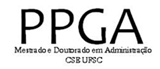 PPGA
Mestrado e Doutorado em Administração
CSE UFSC